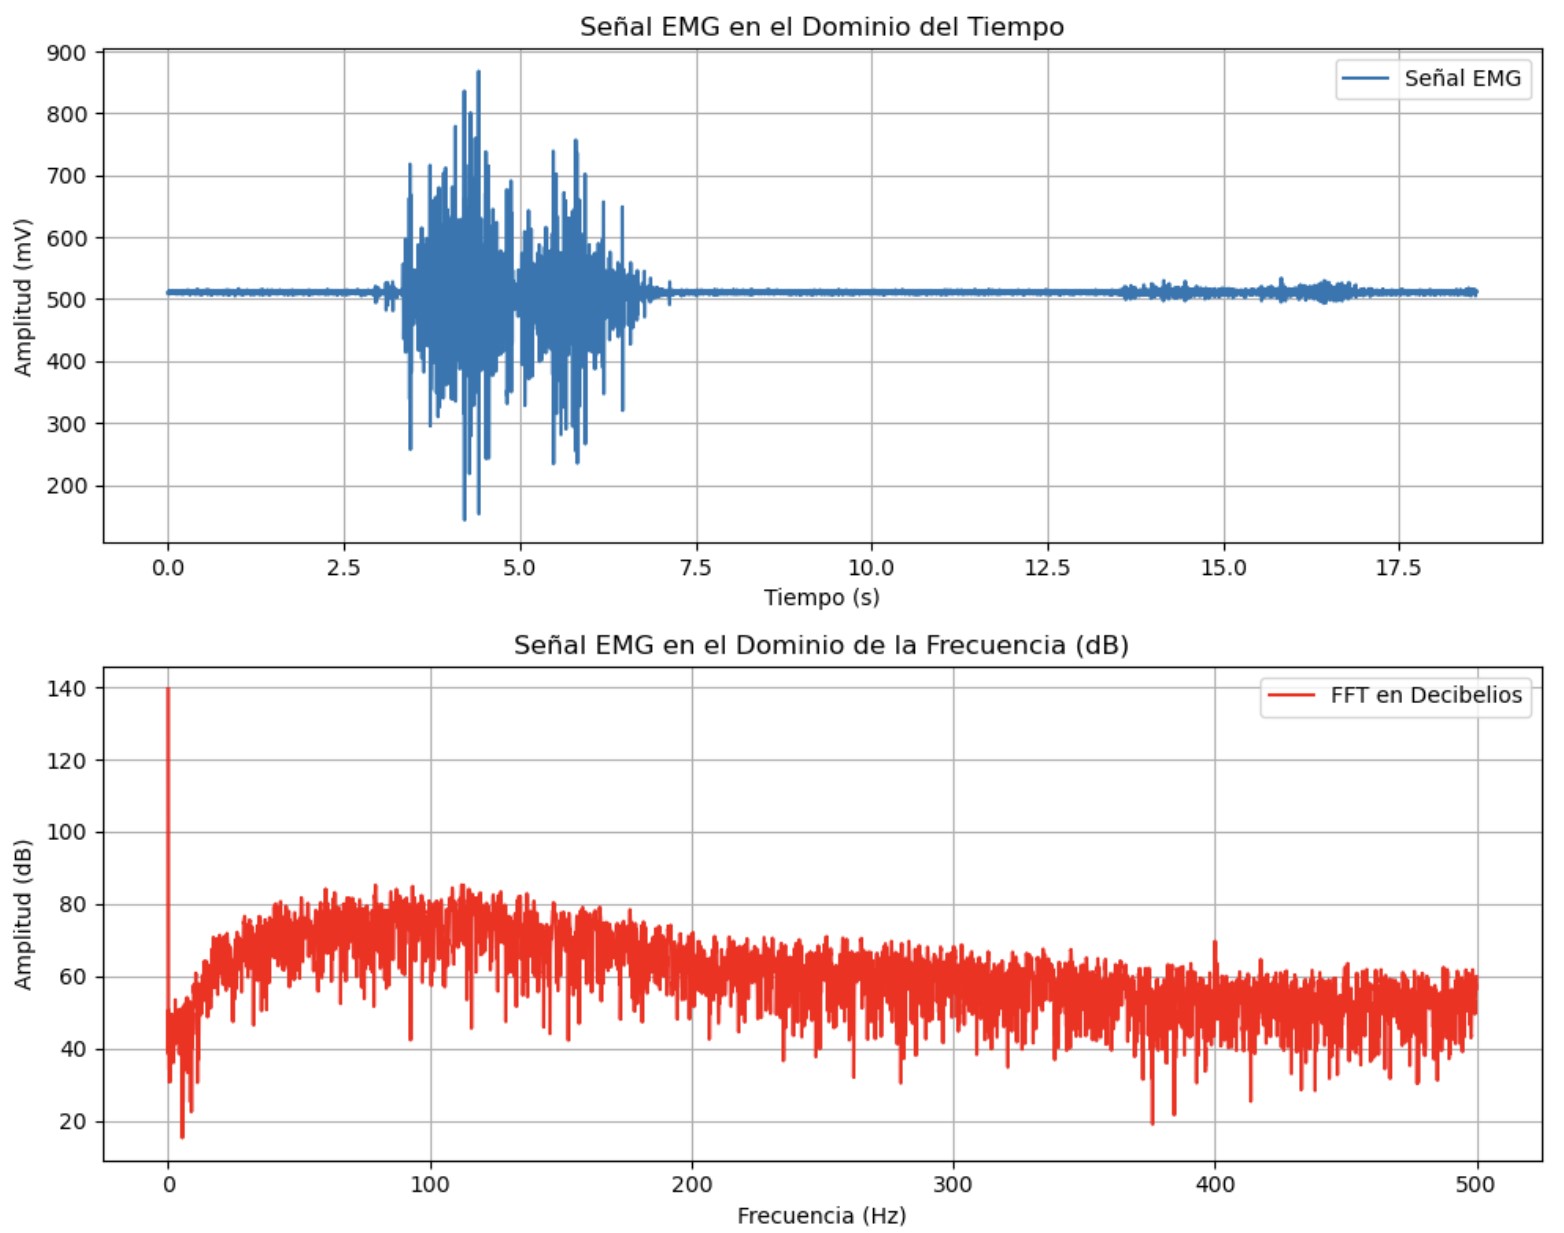 Señal EMG en el Dominio del Tiempo
900
800
700
600
500
400
300
200
Amplitud (mV)
Señal EMG
0.0 2.5 5.0 7.5 10.0 12.5 15.0 17.5
Tiempo (s)
Señal EMG en el Dominio de la Frecuencia (dB)
140
120
100
80
60
40
20
Amplitud (dB)
FFT en Decibelios
0 100 200 300 400 500
Frecuencia (Hz)